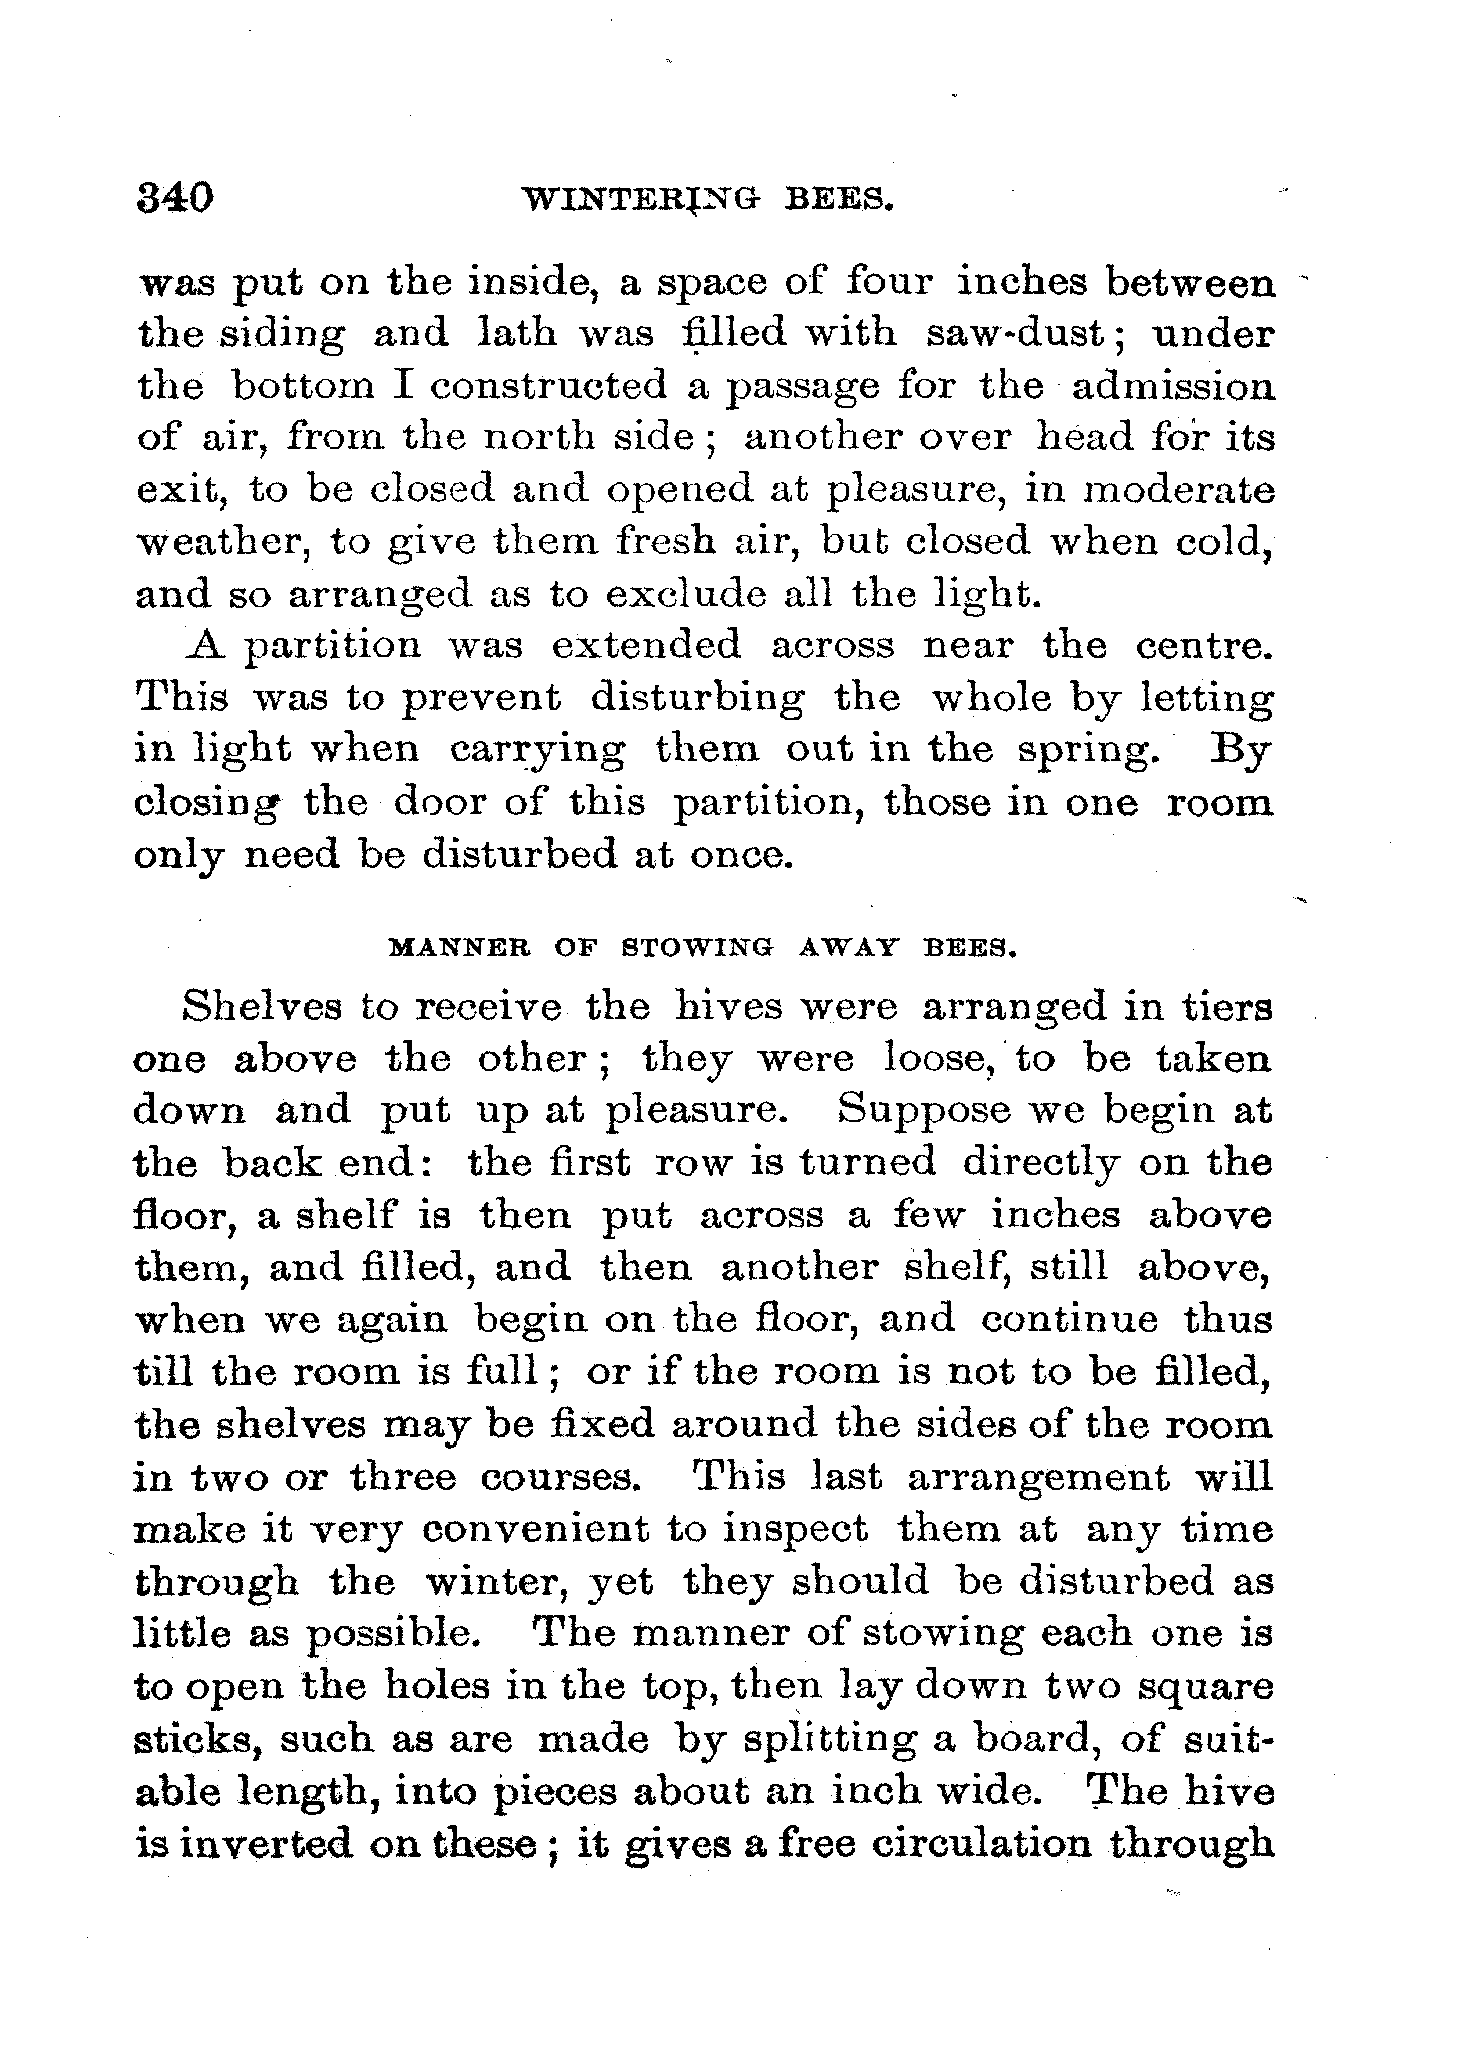 340 WINTERING BEES.
was put on the inside, a space of four inches between
the siding and lath was filled with saw-dust; under
the bottom I constructed a passage for the admission
of air, from the north side; another over head for its
exit, to be closed and opened at pleasure, in moderate
weather, to give them fresh air, but closed when cold,
and so arranged as to exclude all the light.
A partition was extended across near the centre.
This was to prevent disturbing the whole by letting
in light when carrying them out in the spring. By
closing the door of this partition, those in one room
only need be disturbed at once.
MANNER OF STOWING AWAY BEES.
Shelves to receive the hives were arranged in tiers
one above the other; they were loose, to be taken
down and put up at pleasure. Suppose we begin at
the back end: the first row is turned directly on the
floor, a shelf is then put across a few inches above
them, and filled, and then another shelf, still above,
when we again begin on the floor, and continue thus
till the room is full; or if the room is not to be filled,
the shelves may be fixed around the sides of the room
in two or three courses. This last arrangement will
make it very convenient to inspect them at any time
through the winter, yet they should be disturbed as
little as possible. The manner of stowing each one is
to open the holes in the top, then lay down two square
sticks, such as are made by splitting a board, of suit-
able length, into pieces about an inch wide. The hive
is inverted on these; it gives a free circulation through